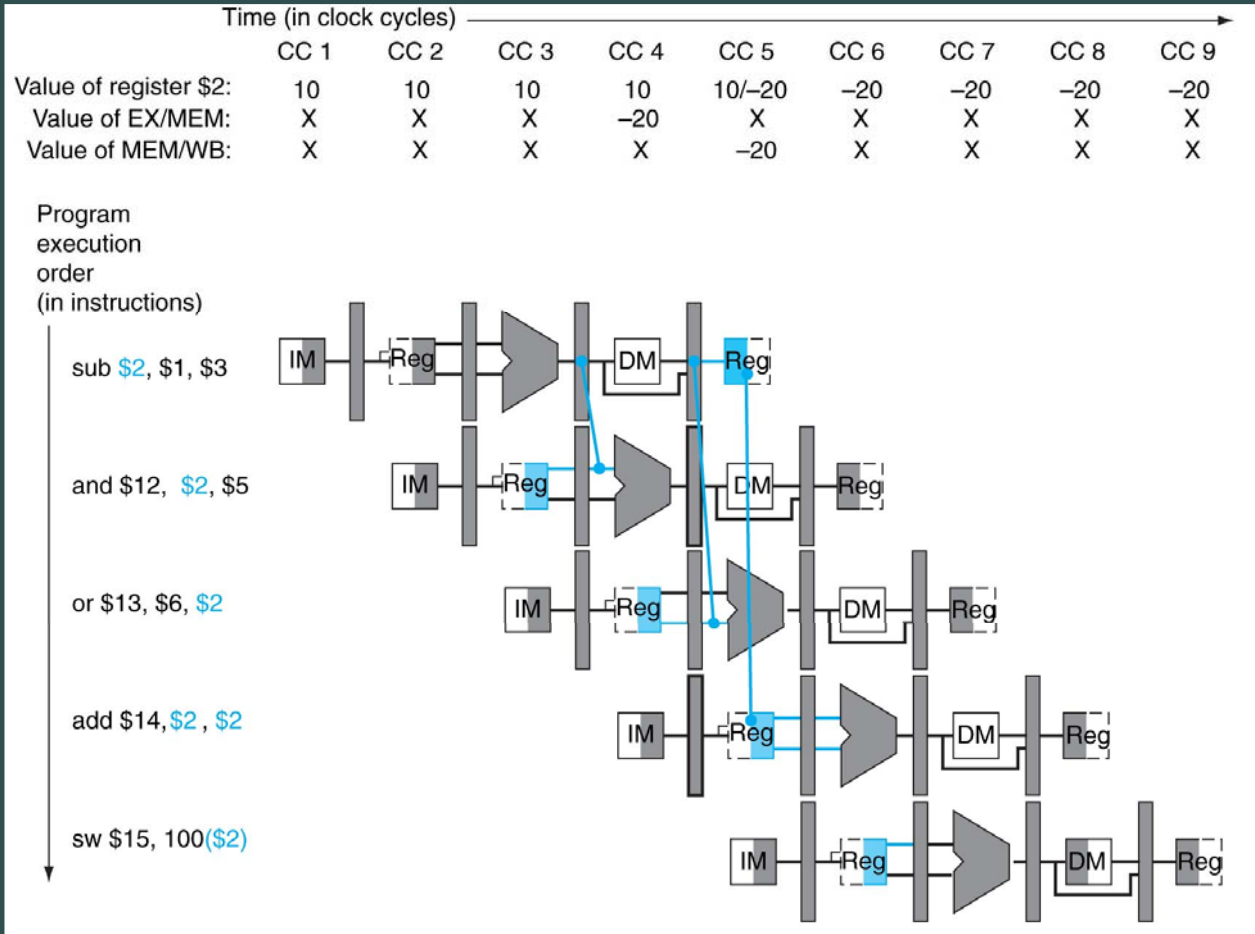 Time (in clock cycles)
CC 1 CC 2 CC 3 CC 4 CC 5 CC 6 CC 7 CC 8 CC 9
Value of register $2: 10 10 10 10 10/–20 –20 –20 –20 –20
Value of EX/MEM: X X X –20 X X X X X
Value of MEM/WB: X X X X –20 X X X X
Program
execution
order
(in instructions)
sub $2, $1, $3 IM Reg DM Reg
and $12, $2, $5 IM Reg DM Reg
or $13, $6, $2 IM Reg DM Reg
add $14, $2 , $2 IM Reg DM Reg
sw $15, 100($2) IM Reg DM Reg